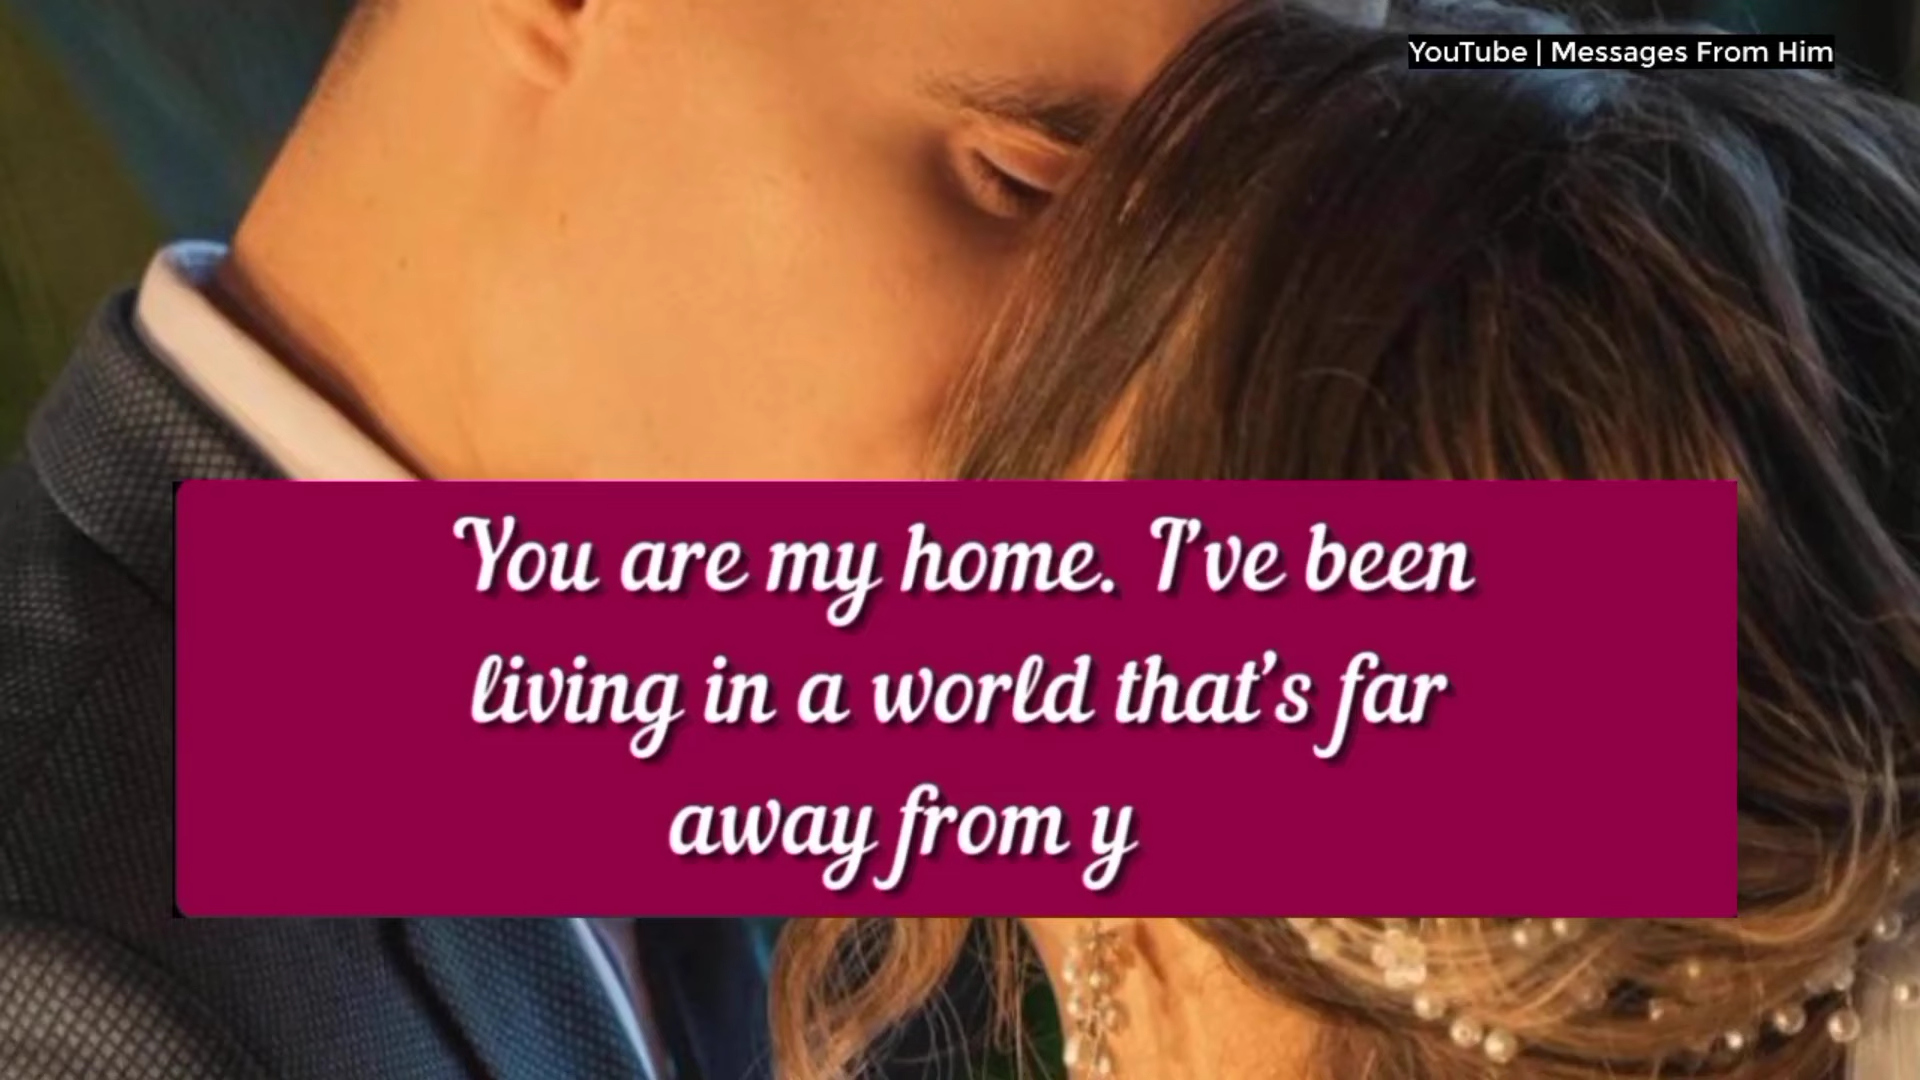 YouTube | Messages From Him
You are my home. I've been
living in a world that's far
away from y